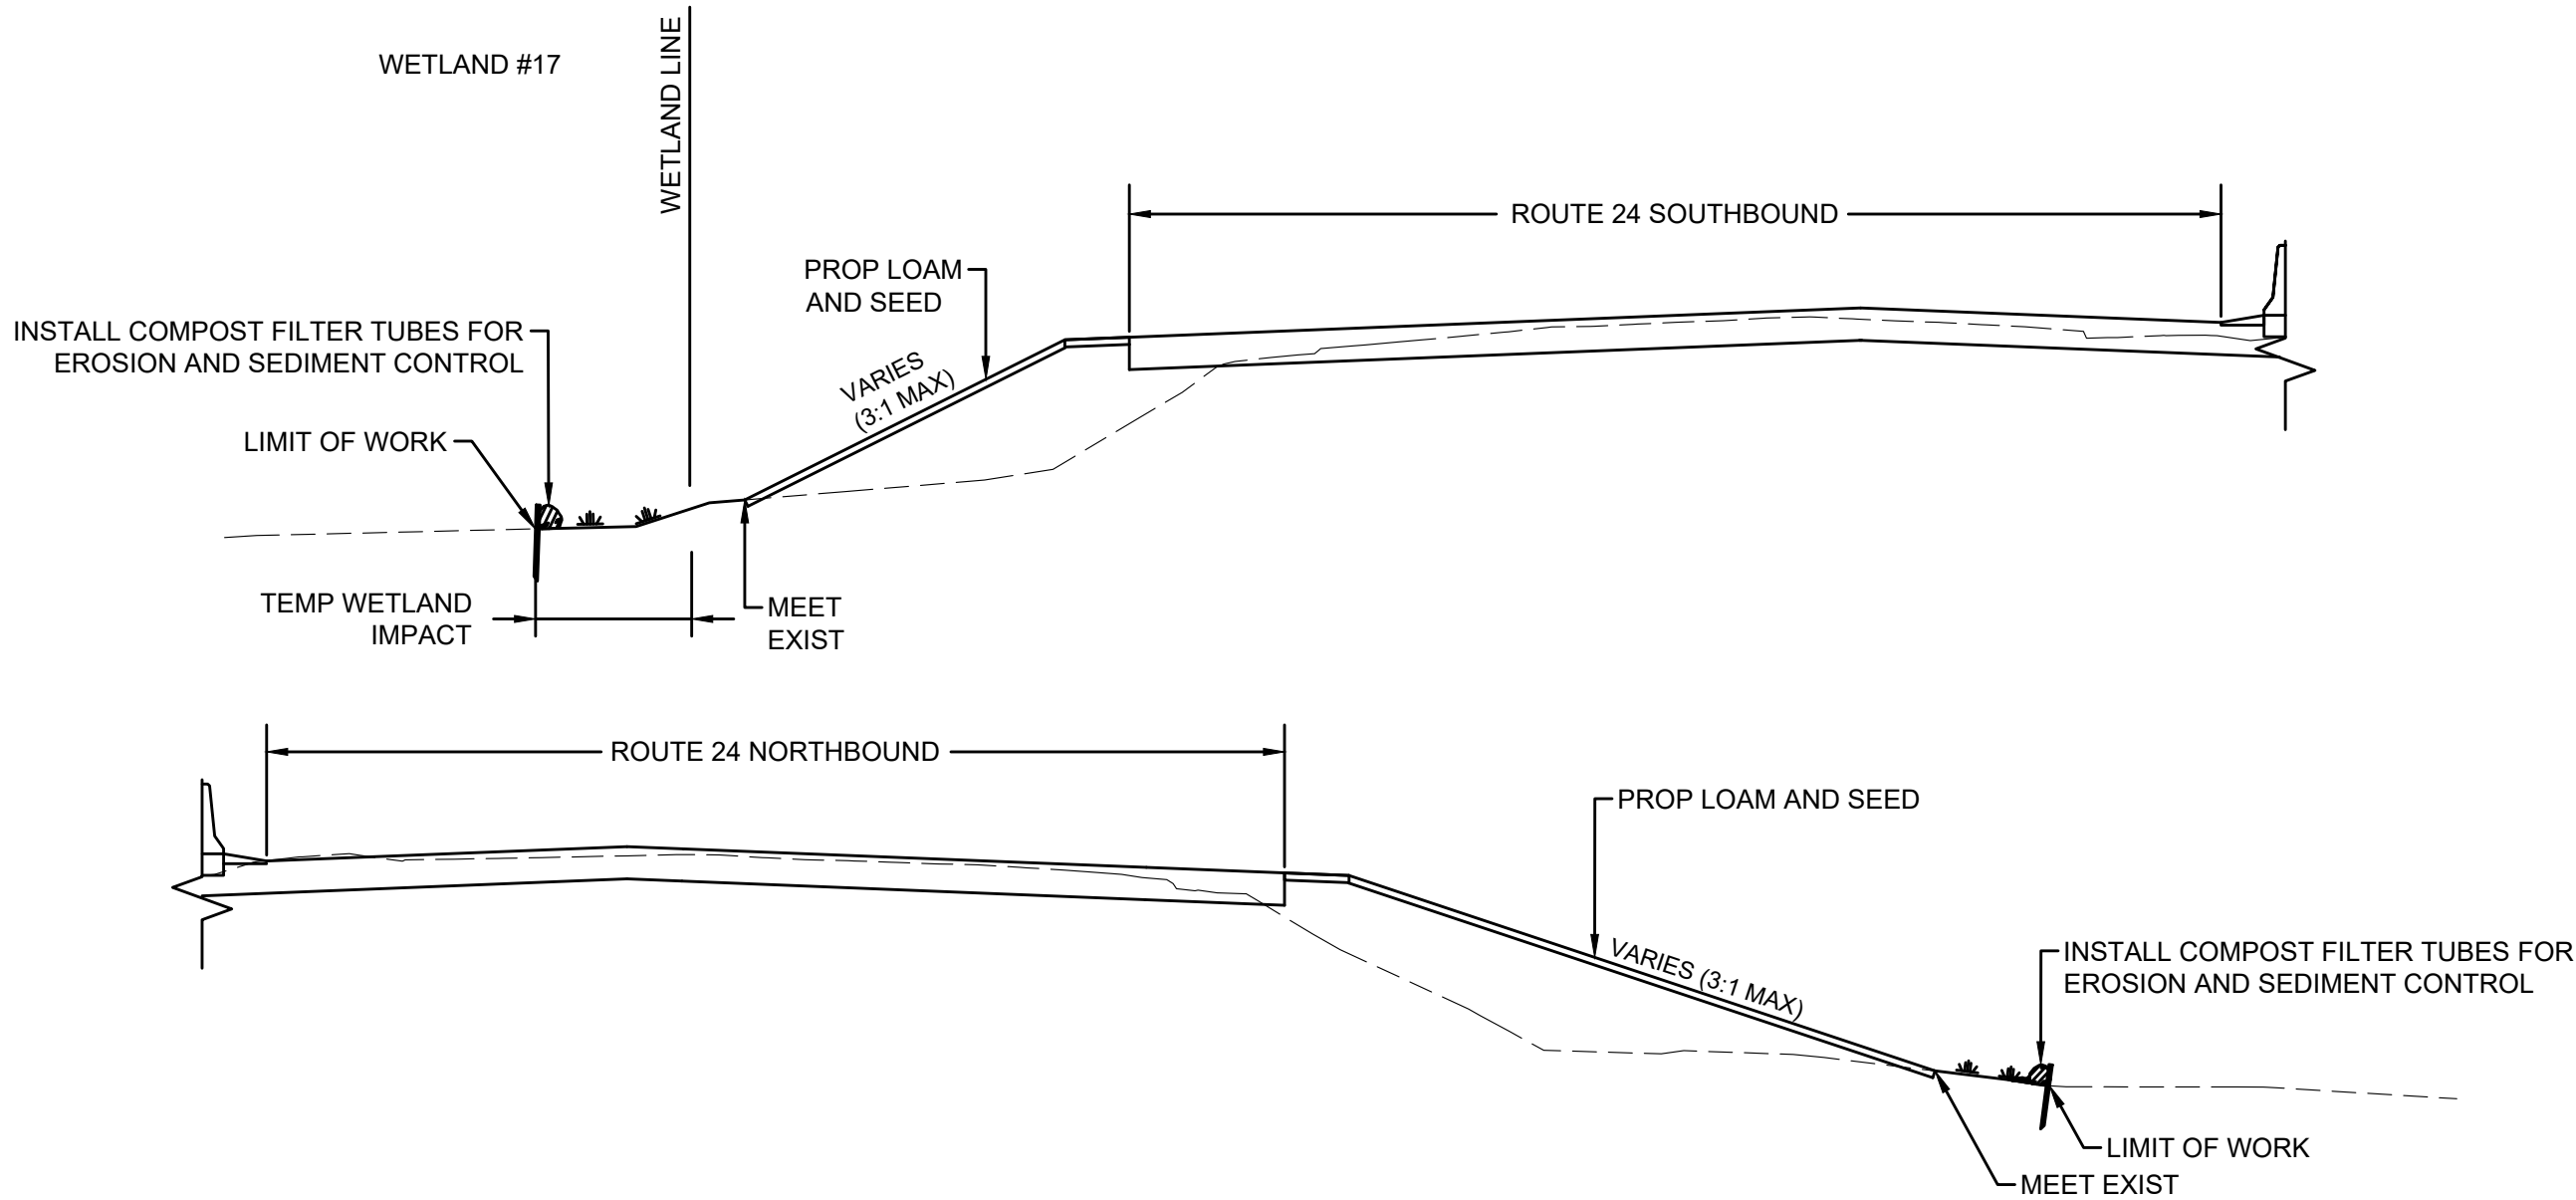 WETLAND #17
WETLAND LINE
ROUTE 24 SOUTHBOUND
PROP LOAM
AND SEED
INSTALL COMPOST FILTER TUBES FOR
EROSION AND SEDIMENT CONTROL
VARIES
(3:1 MAX)
LIMIT OF WORK
TEMP WETLAND
IMPACT
MEET
EXIST
ROUTE 24 NORTHBOUND
PROP LOAM AND SEED
VARIES (3:1 MAX)
INSTALL COMPOST FILTER TUBES FOR
EROSION AND SEDIMENT CONTROL
LIMIT OF WORK
MEET EXIST